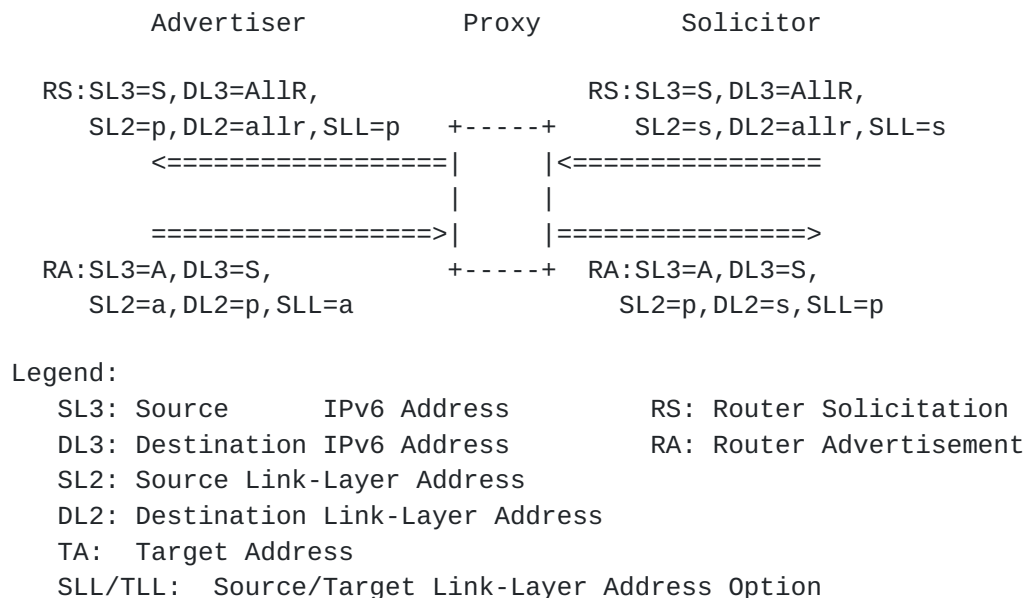 Advertiser          Proxy         Solicitor
RS:SL3=S,DL3=AllR,                 RS:SL3=S,DL3=AllR,
SL2=p,DL2=allr,SLL=p   +-----+     SL2=s,DL2=allr,SLL=s
<==================|     |<================
|     |
==================>|     |================>
RA:SL3=A,DL3=S,           +-----+  RA:SL3=A,DL3=S,
SL2=a,DL2=p,SLL=a                 SL2=p,DL2=s,SLL=p
Legend:
SL3: Source      IPv6 Address         RS: Router Solicitation
DL3: Destination IPv6 Address         RA: Router Advertisement
SL2: Source Link-Layer Address
DL2: Destination Link-Layer Address
TA:  Target Address
SLL/TLL:  Source/Target Link-Layer Address Option